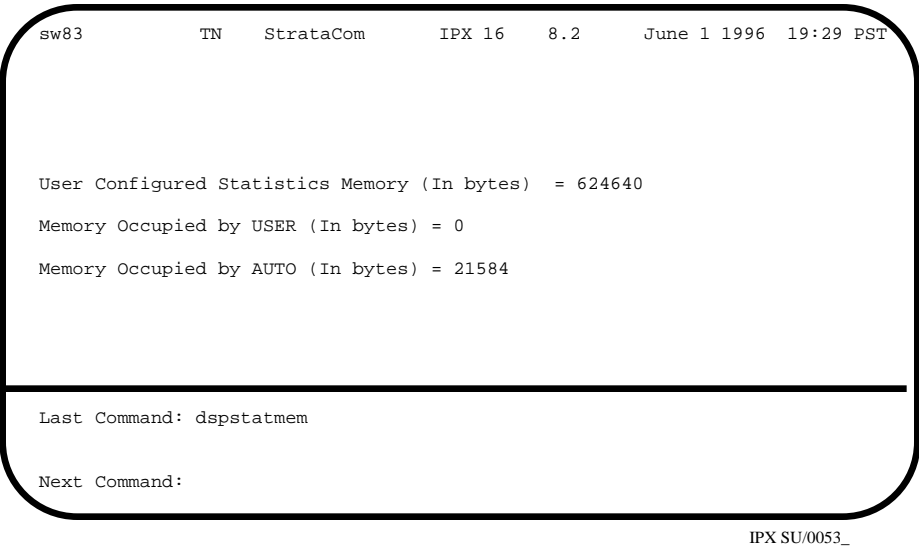 sw83 TN StrataCom IPX 16 8.2 June 1 1996 19:29 PST
User Configured Statistics Memory (In bytes) = 624640
Memory Occupied by USER (In bytes) = 0
Memory Occupied by AUTO (In bytes) = 21584
Last Command: dspstatmem
Next Command:
IPX SU/0053_